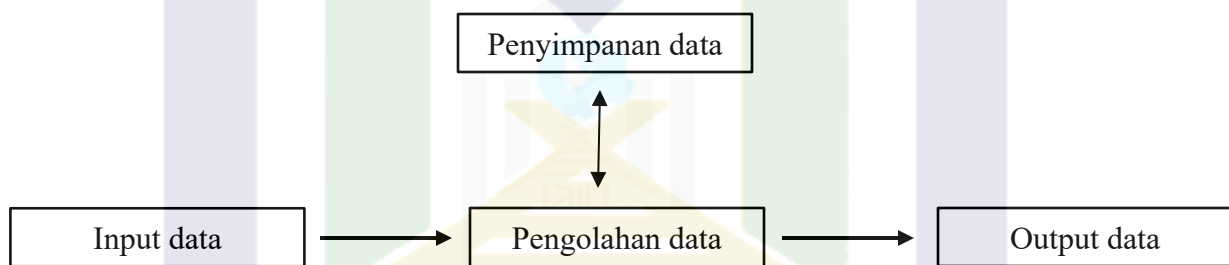 Penyimpanan data
Input data
Pengolahan data
Output data